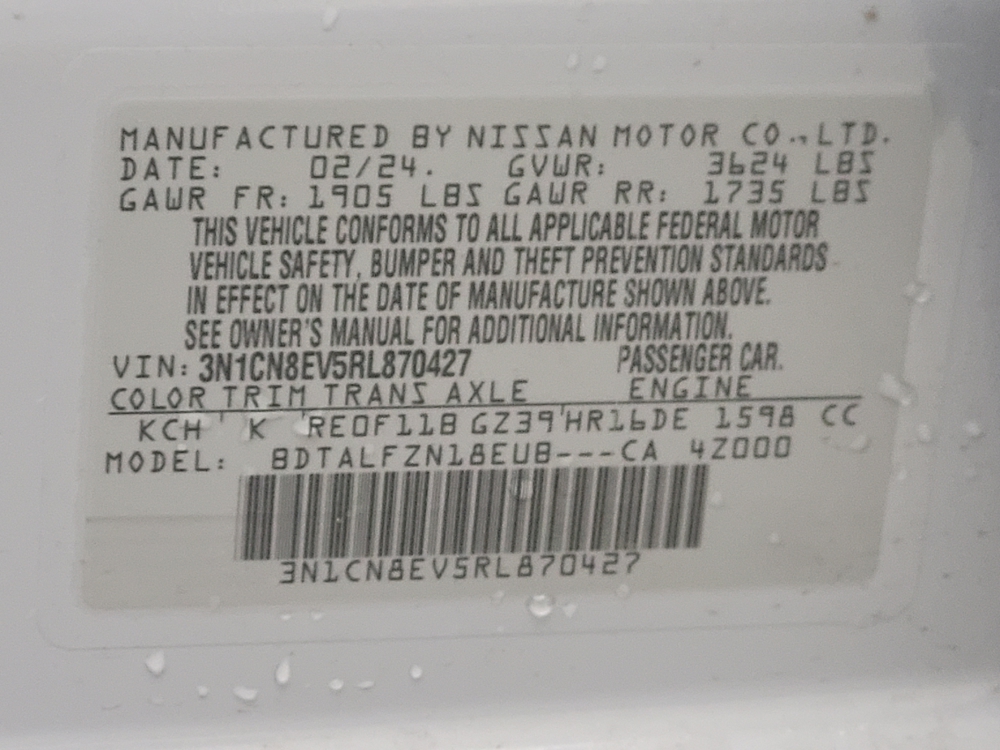 MANUFACTURED BY NISSAN MOTOR CO.,LTD.
DATE: 02/24. GVWR: 3624 LBS
GAWR FR: 1905 LBS GAWR RR: 1735 LBS
THIS VEHICLE CONFORMS TO ALL APPLICABLE FEDERAL MOTOR
VEHICLE SAFETY, BUMPER AND THEFT PREVENTION STANDARDS
IN EFFECT ON THE DATE OF MANUFACTURE SHOWN ABOVE.
SEE OWNER'S MANUAL FOR ADDITIONAL INFORMATION.
VIN: 3N1CN8EV5RL870427 PASSENGER CAR.
COLOR TRIM TRANS AXLE ENGINE
KCH K RE0F11B GZ39 HR16DE 1598 CC
MODEL: BDTALFZN18EUB---CA 4Z000
3N1CN8EV5RL870427